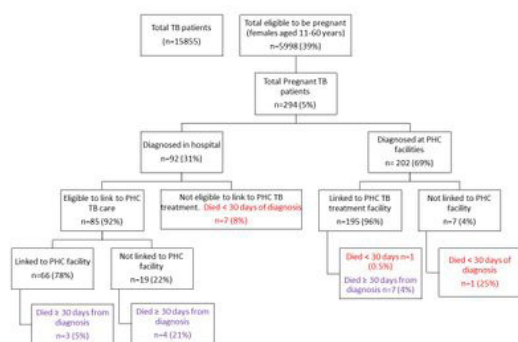 Total TB patients
(n=15855)
Total eligible to be pregnant
(females aged 11-60 years)
n=5998 (39%)
Total Pregnant TB
patients
n=294 (5%)
Diagnosed in hospital
n=92 (31%)
Diagnosed at PHC
facilities
n= 202 (69%)
Eligible to link to PHC
TB care
n=85 (92%)
Not eligible to link to PHC TB
treatment. Died < 30 days of diagnosis
n=7 (8%)
Linked to PHC TB
treatment facility
n=195 (96%)
Not linked to PHC
facility
n=7 (4%)
Linked to PHC facility
n=66 (78%)
Not linked to PHC
facility
n=19 (22%)
Died < 30 days n=1
(0.5%)
Died ≥ 30 days from
diagnosis n=7 (4%)
Died < 30 days of
diagnosis
n=1 (25%)
Died ≥ 30 days from
diagnosis
n=3 (5%)
Died ≥ 30 days from
diagnosis
n=4 (21%)